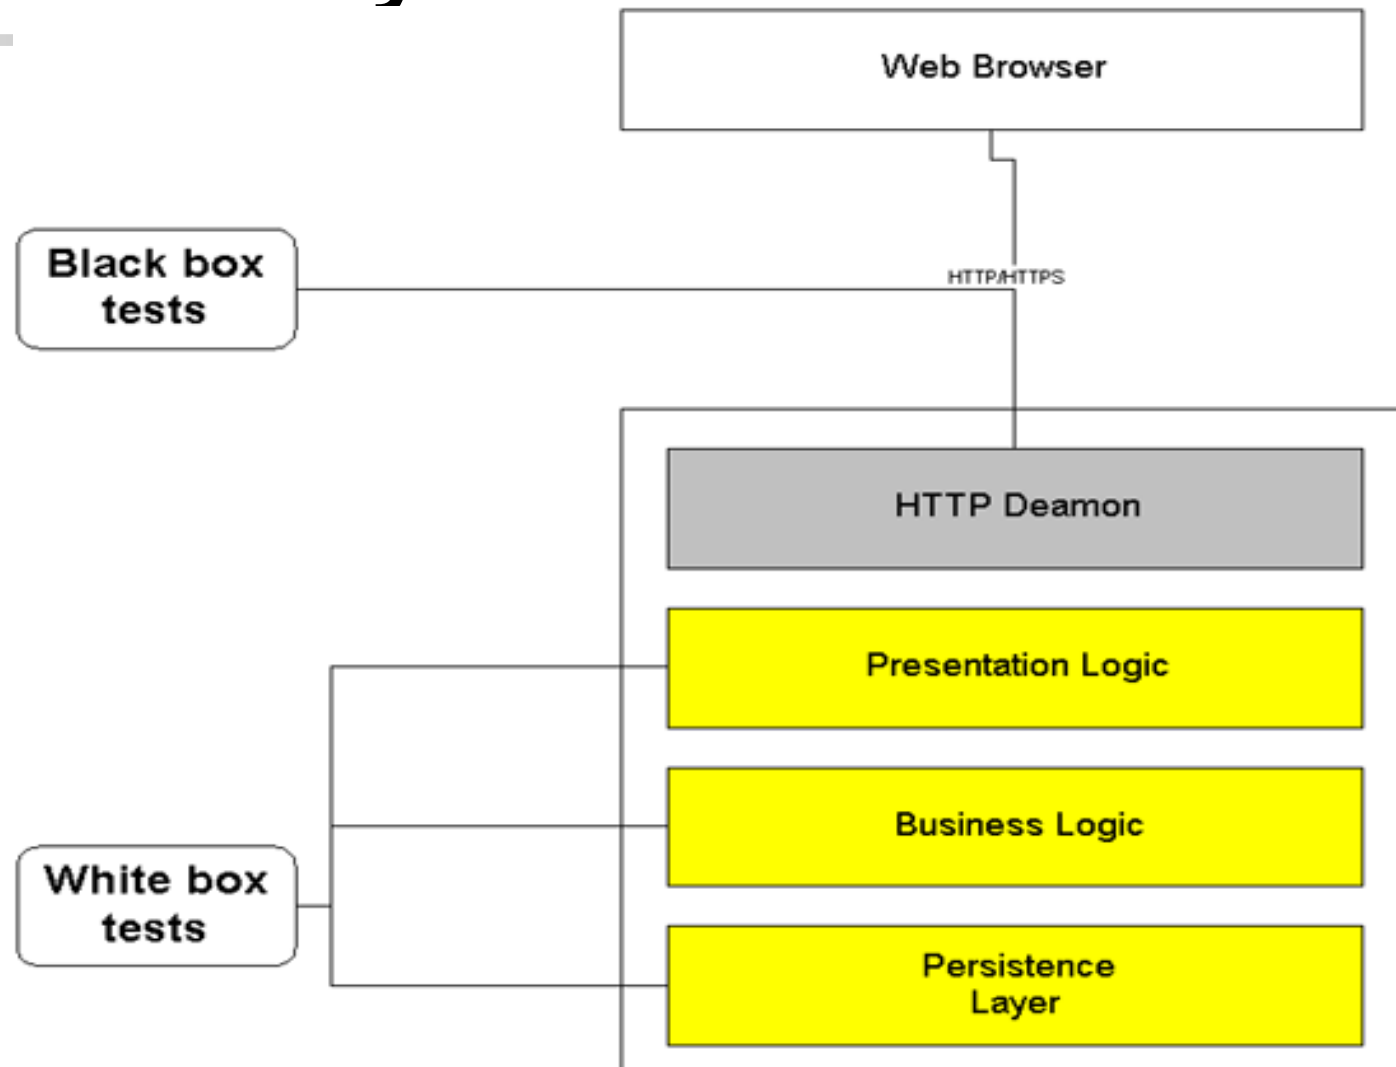 Web Browser
Black box
tests
HTTP/HTTPS
HTTP Deamon
Presentation Logic
Business Logic
White box
tests
Persistence
Layer